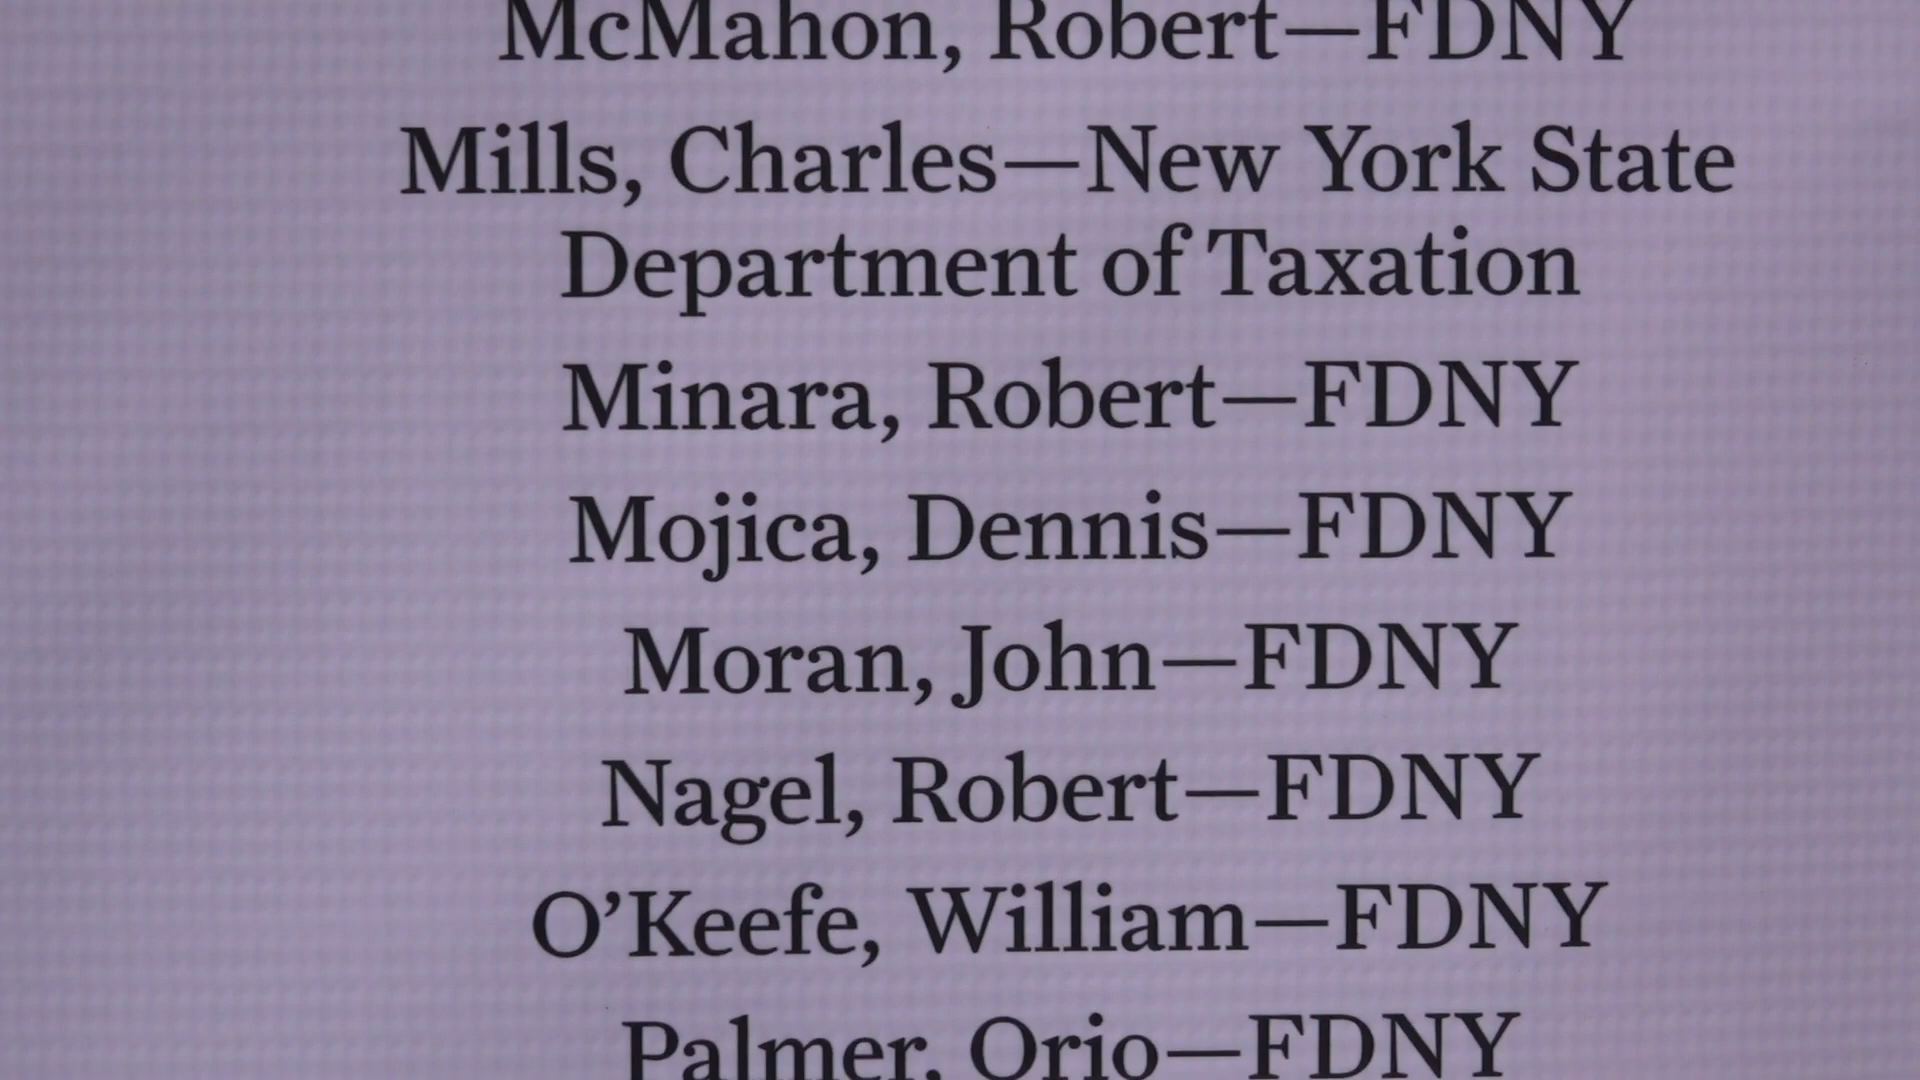 McMahon, Robert—FDNY
Mills, Charles—New York State
Department of Taxation
Minara, Robert—FDNY
Mojica, Dennis—FDNY
Moran, John—FDNY
Nagel, Robert—FDNY
O’Keefe, William—FDNY
Palmer, Orio—FDNY